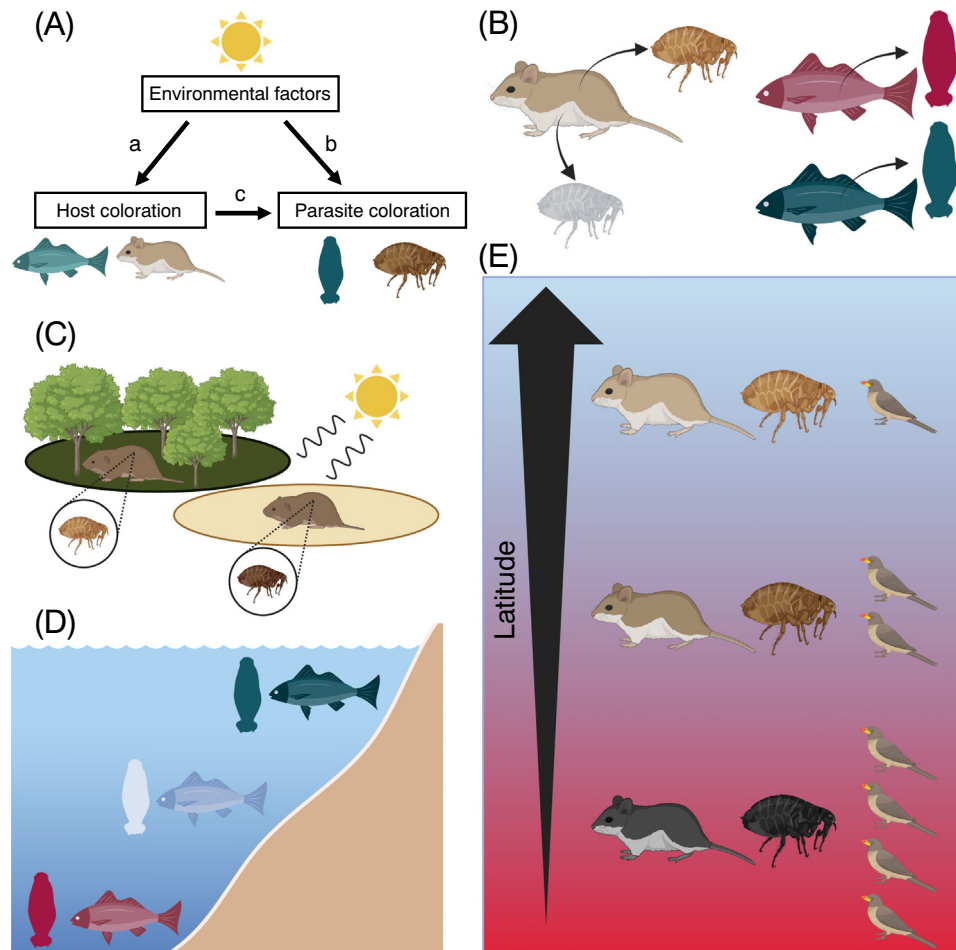 (A)
Environmental factors
a
b
Host coloration
c
Parasite coloration
(B)
(C)
(D)
(E)
Latitude